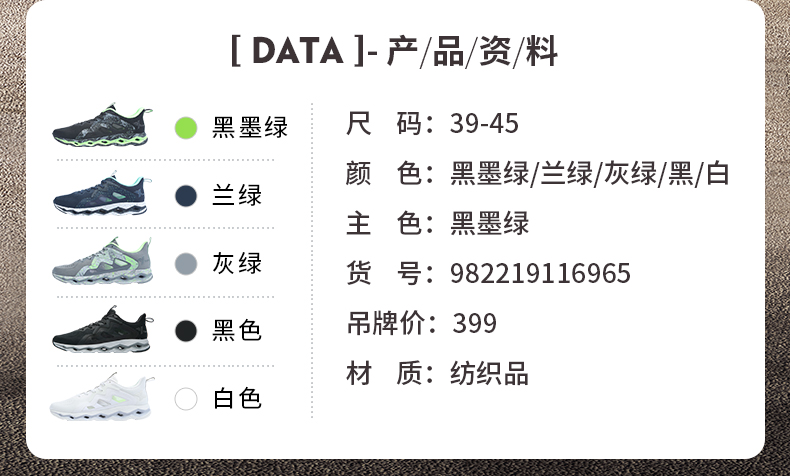 [ DATA ]- 产/品/资/料
黑墨绿
兰绿
灰绿
黑色
白色
尺 码：39-45
颜 色：黑墨绿/兰绿/灰绿/黑/白
主 色：黑墨绿
货 号：982219116965
吊牌价：399
材 质：纺织品